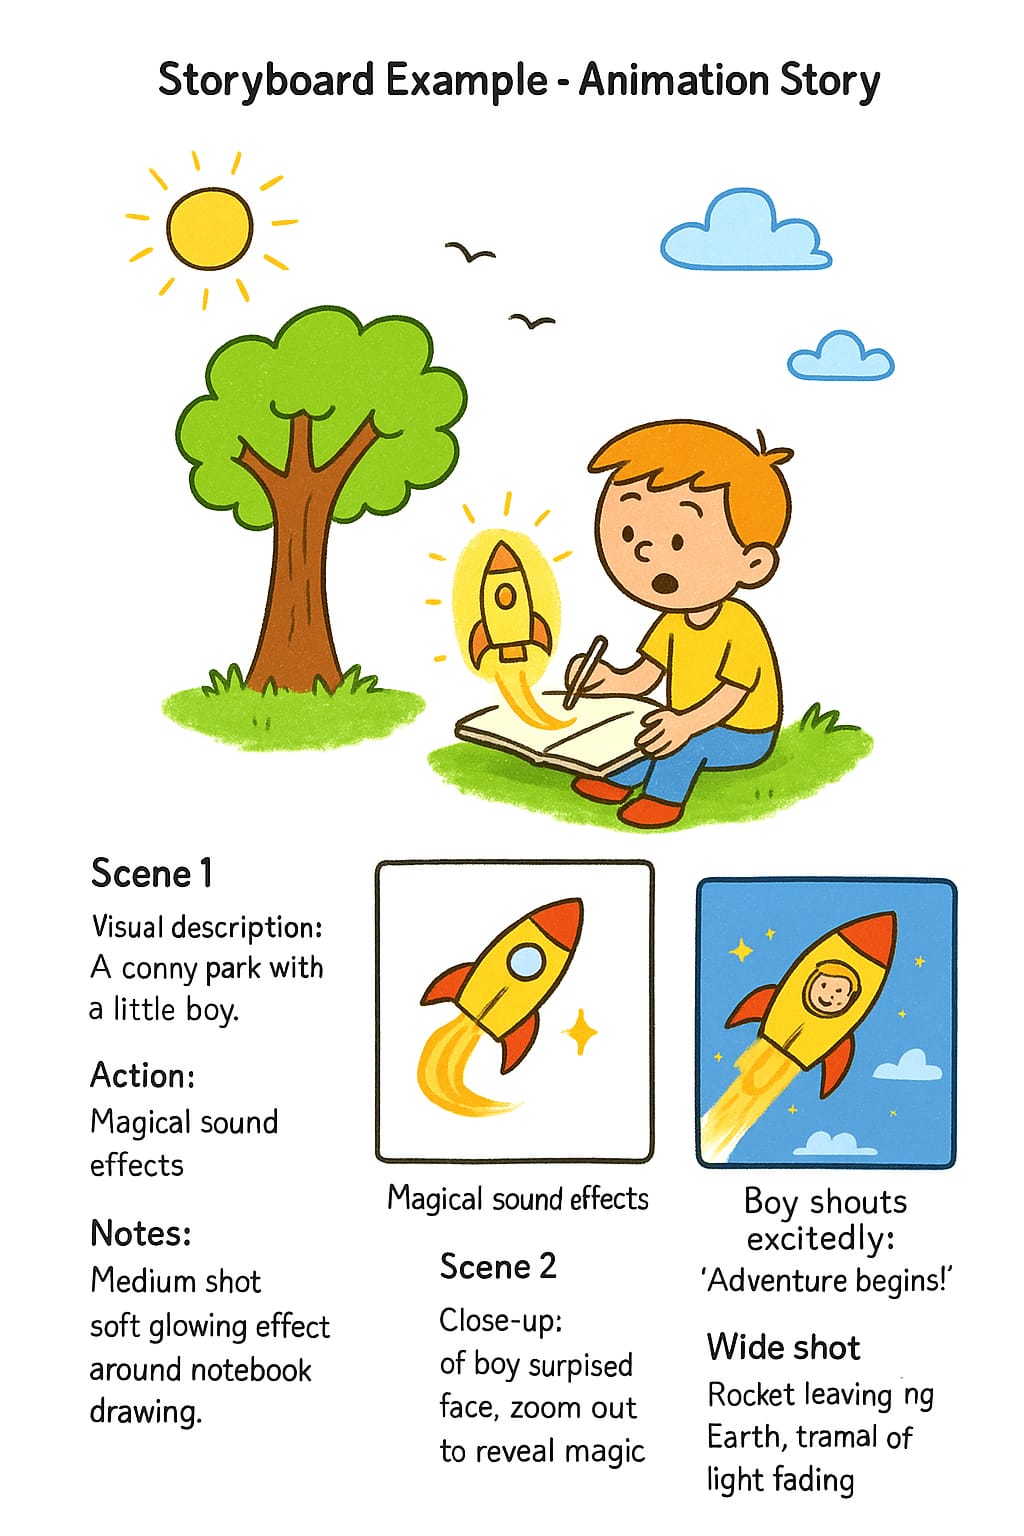 Storyboard Example - Animation Story
Scene 1
Visual description:
A conny park with
a little boy.
Action:
Magical sound
effects
Notes:
Medium shot
soft glowing effect
around notebook
drawing.
Magical sound effects
Scene 2
Close-up:
of boy surpised
face, zoom out
to reveal magic
Boy shouts
excitedly:
'Adventure begins!'
Wide shot
Rocket leaving ng
Earth, tramal of
light fading